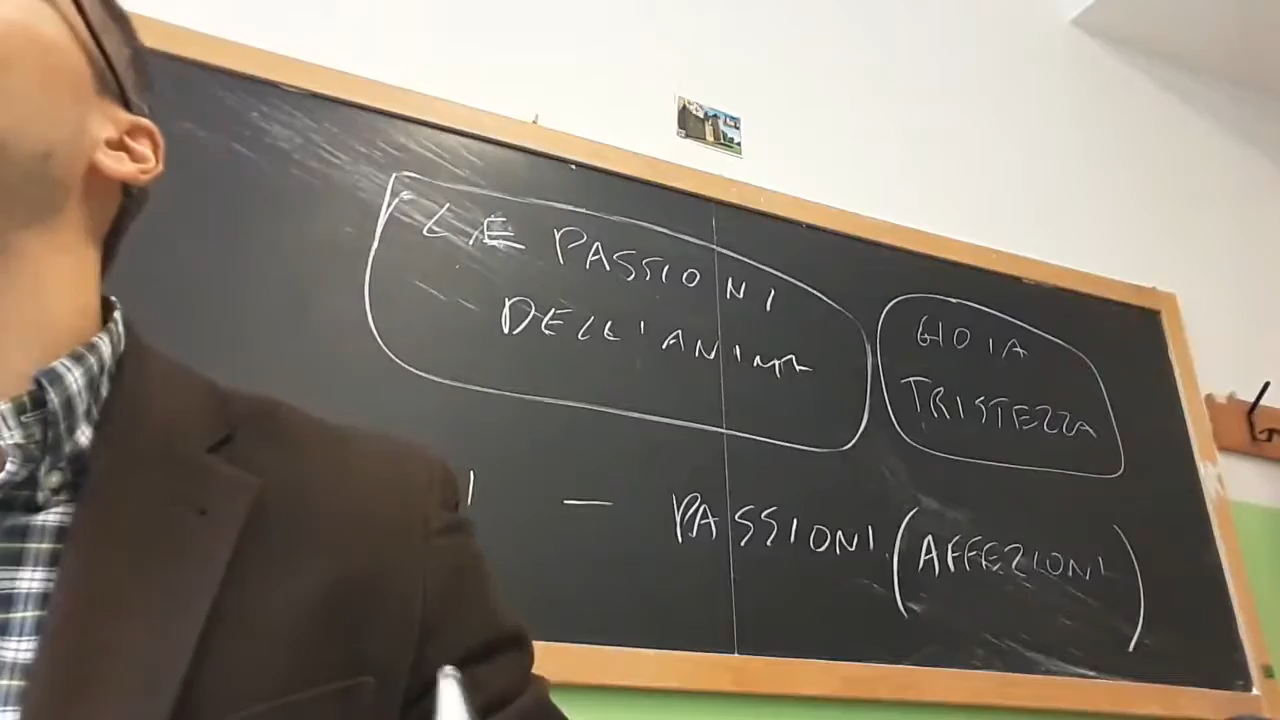 LE PASSIONI
DELL'ANIMA
GIOIA
TRISTEZZA
I — PASSIONI (AFFEZIONI)